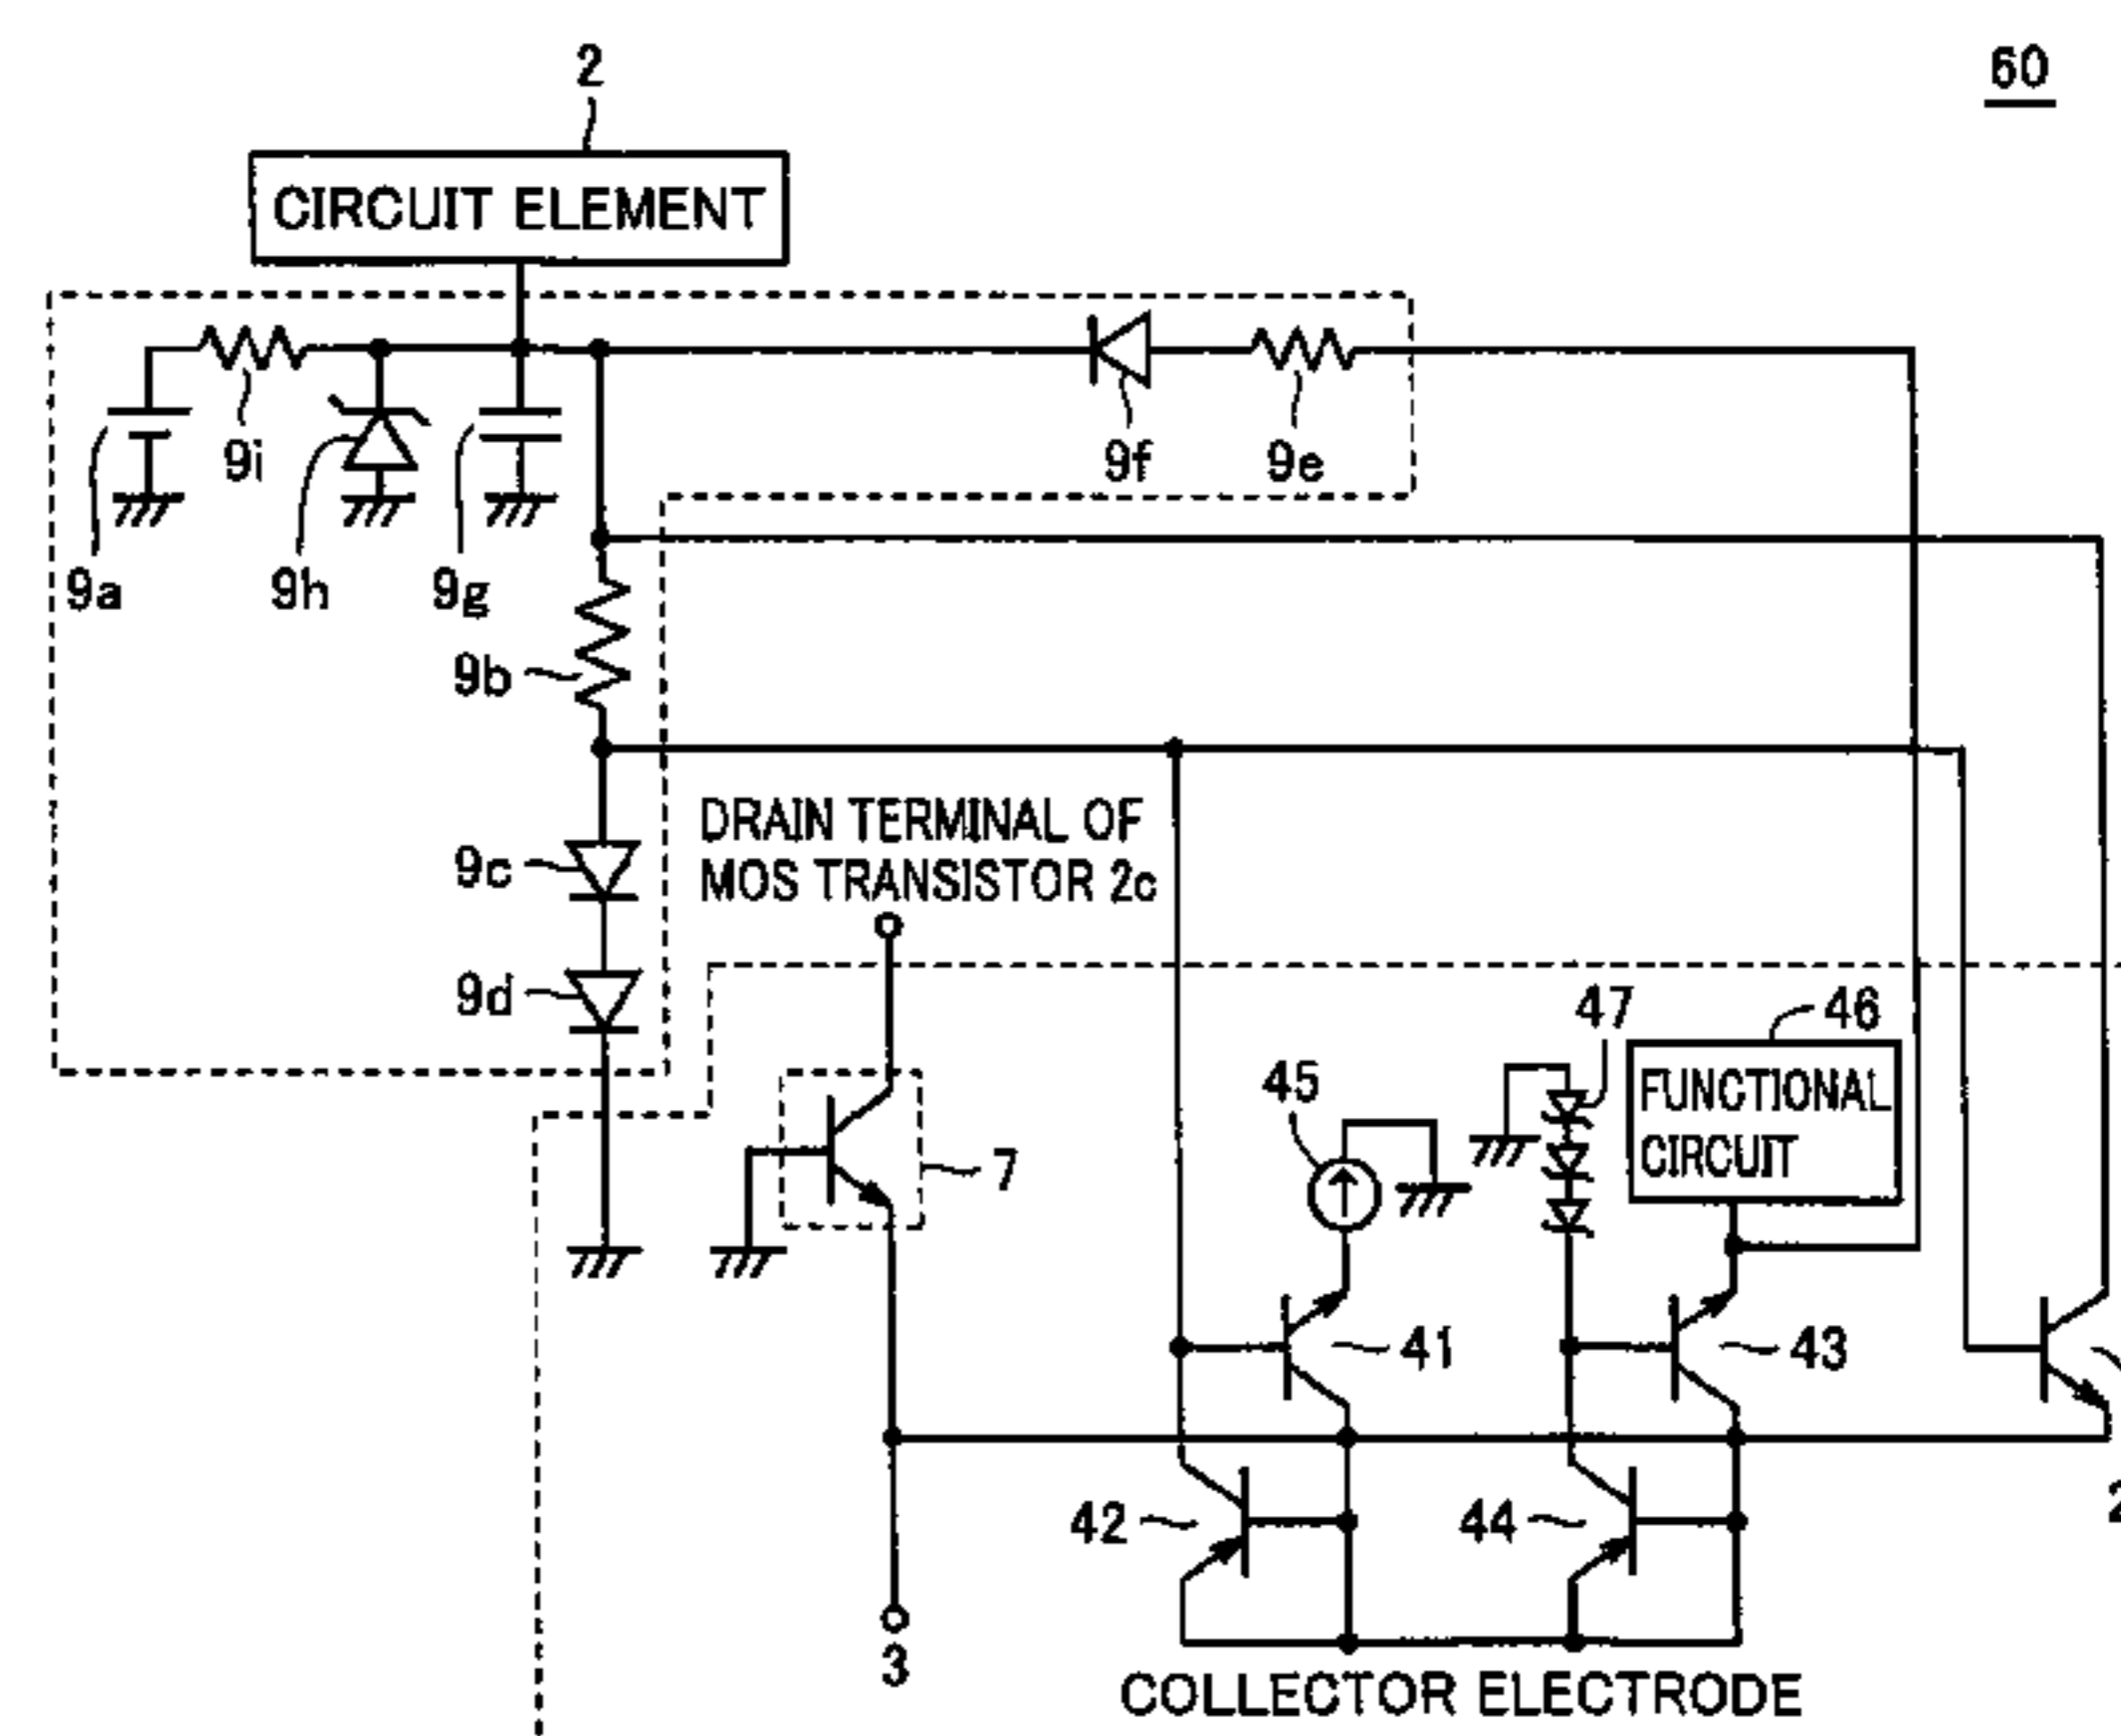 2
60
CIRCUIT ELEMENT
9i
9f
9e
9a
9h
9g
9b
DRAIN TERMINAL OF
MOS TRANSISTOR 2c
9c
9d
47
46
45
FUNCTIONAL
CIRCUIT
7
41
43
42
44
2
3
COLLECTOR ELECTRODE